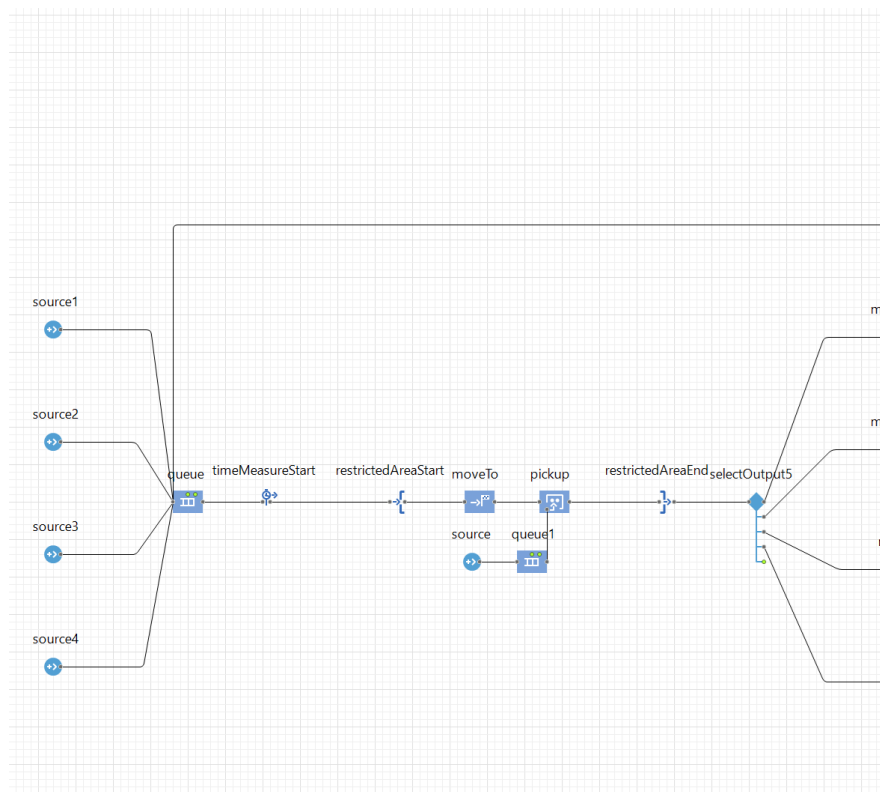 source1
source2
queue
timeMeasureStart
restrictedAreaStart
moveTo
pickup
restrictedAreaEnd
selectOutput5
source
queue1
source3
source4
m
m